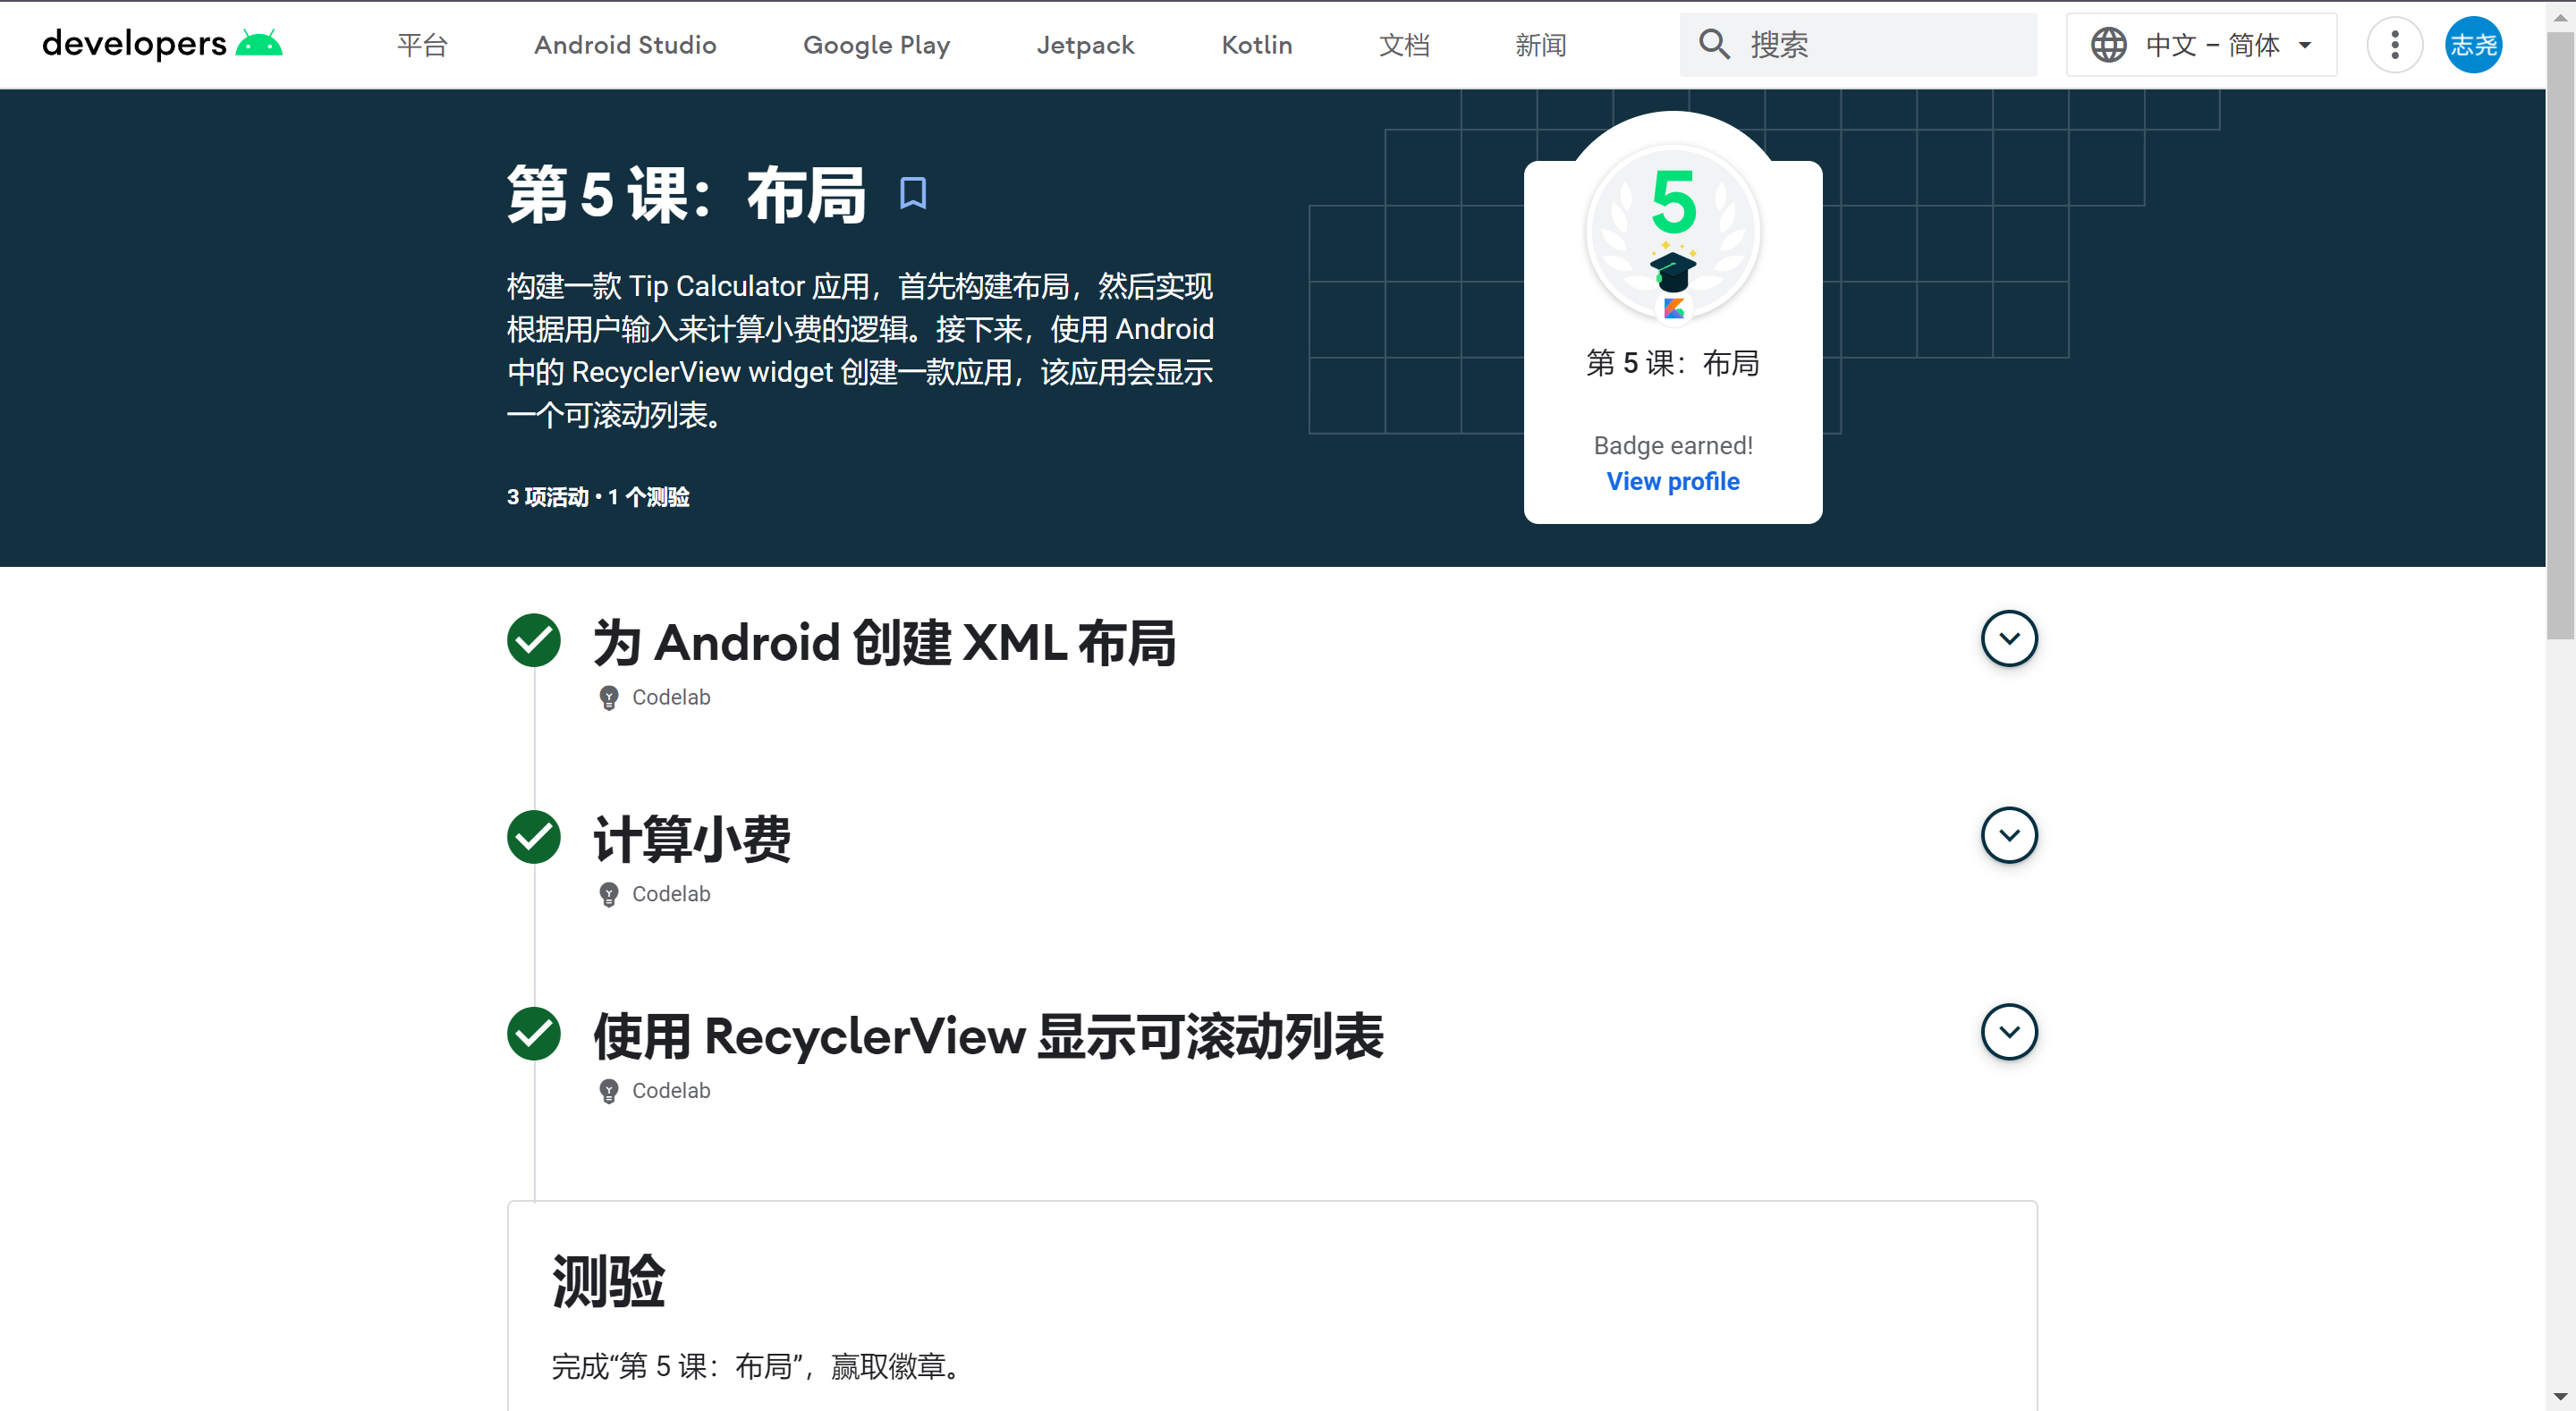 developers
平台
Android Studio
Google Play
Jetpack
Kotlin
文档
新闻
搜索
中文 – 简体
志尧
第 5 课：布局
构建一款 Tip Calculator 应用，首先构建布局，然后实现
根据用户输入来计算小费的逻辑。接下来，使用 Android
中的 RecyclerView widget 创建一款应用，该应用会显示
一个可滚动列表。
3 项活动 • 1 个测验
5
第 5 课：布局
Badge earned!
View profile
为 Android 创建 XML 布局
Codelab
计算小费
Codelab
使用 RecyclerView 显示可滚动列表
Codelab
测验
完成“第 5 课：布局”，赢取徽章。